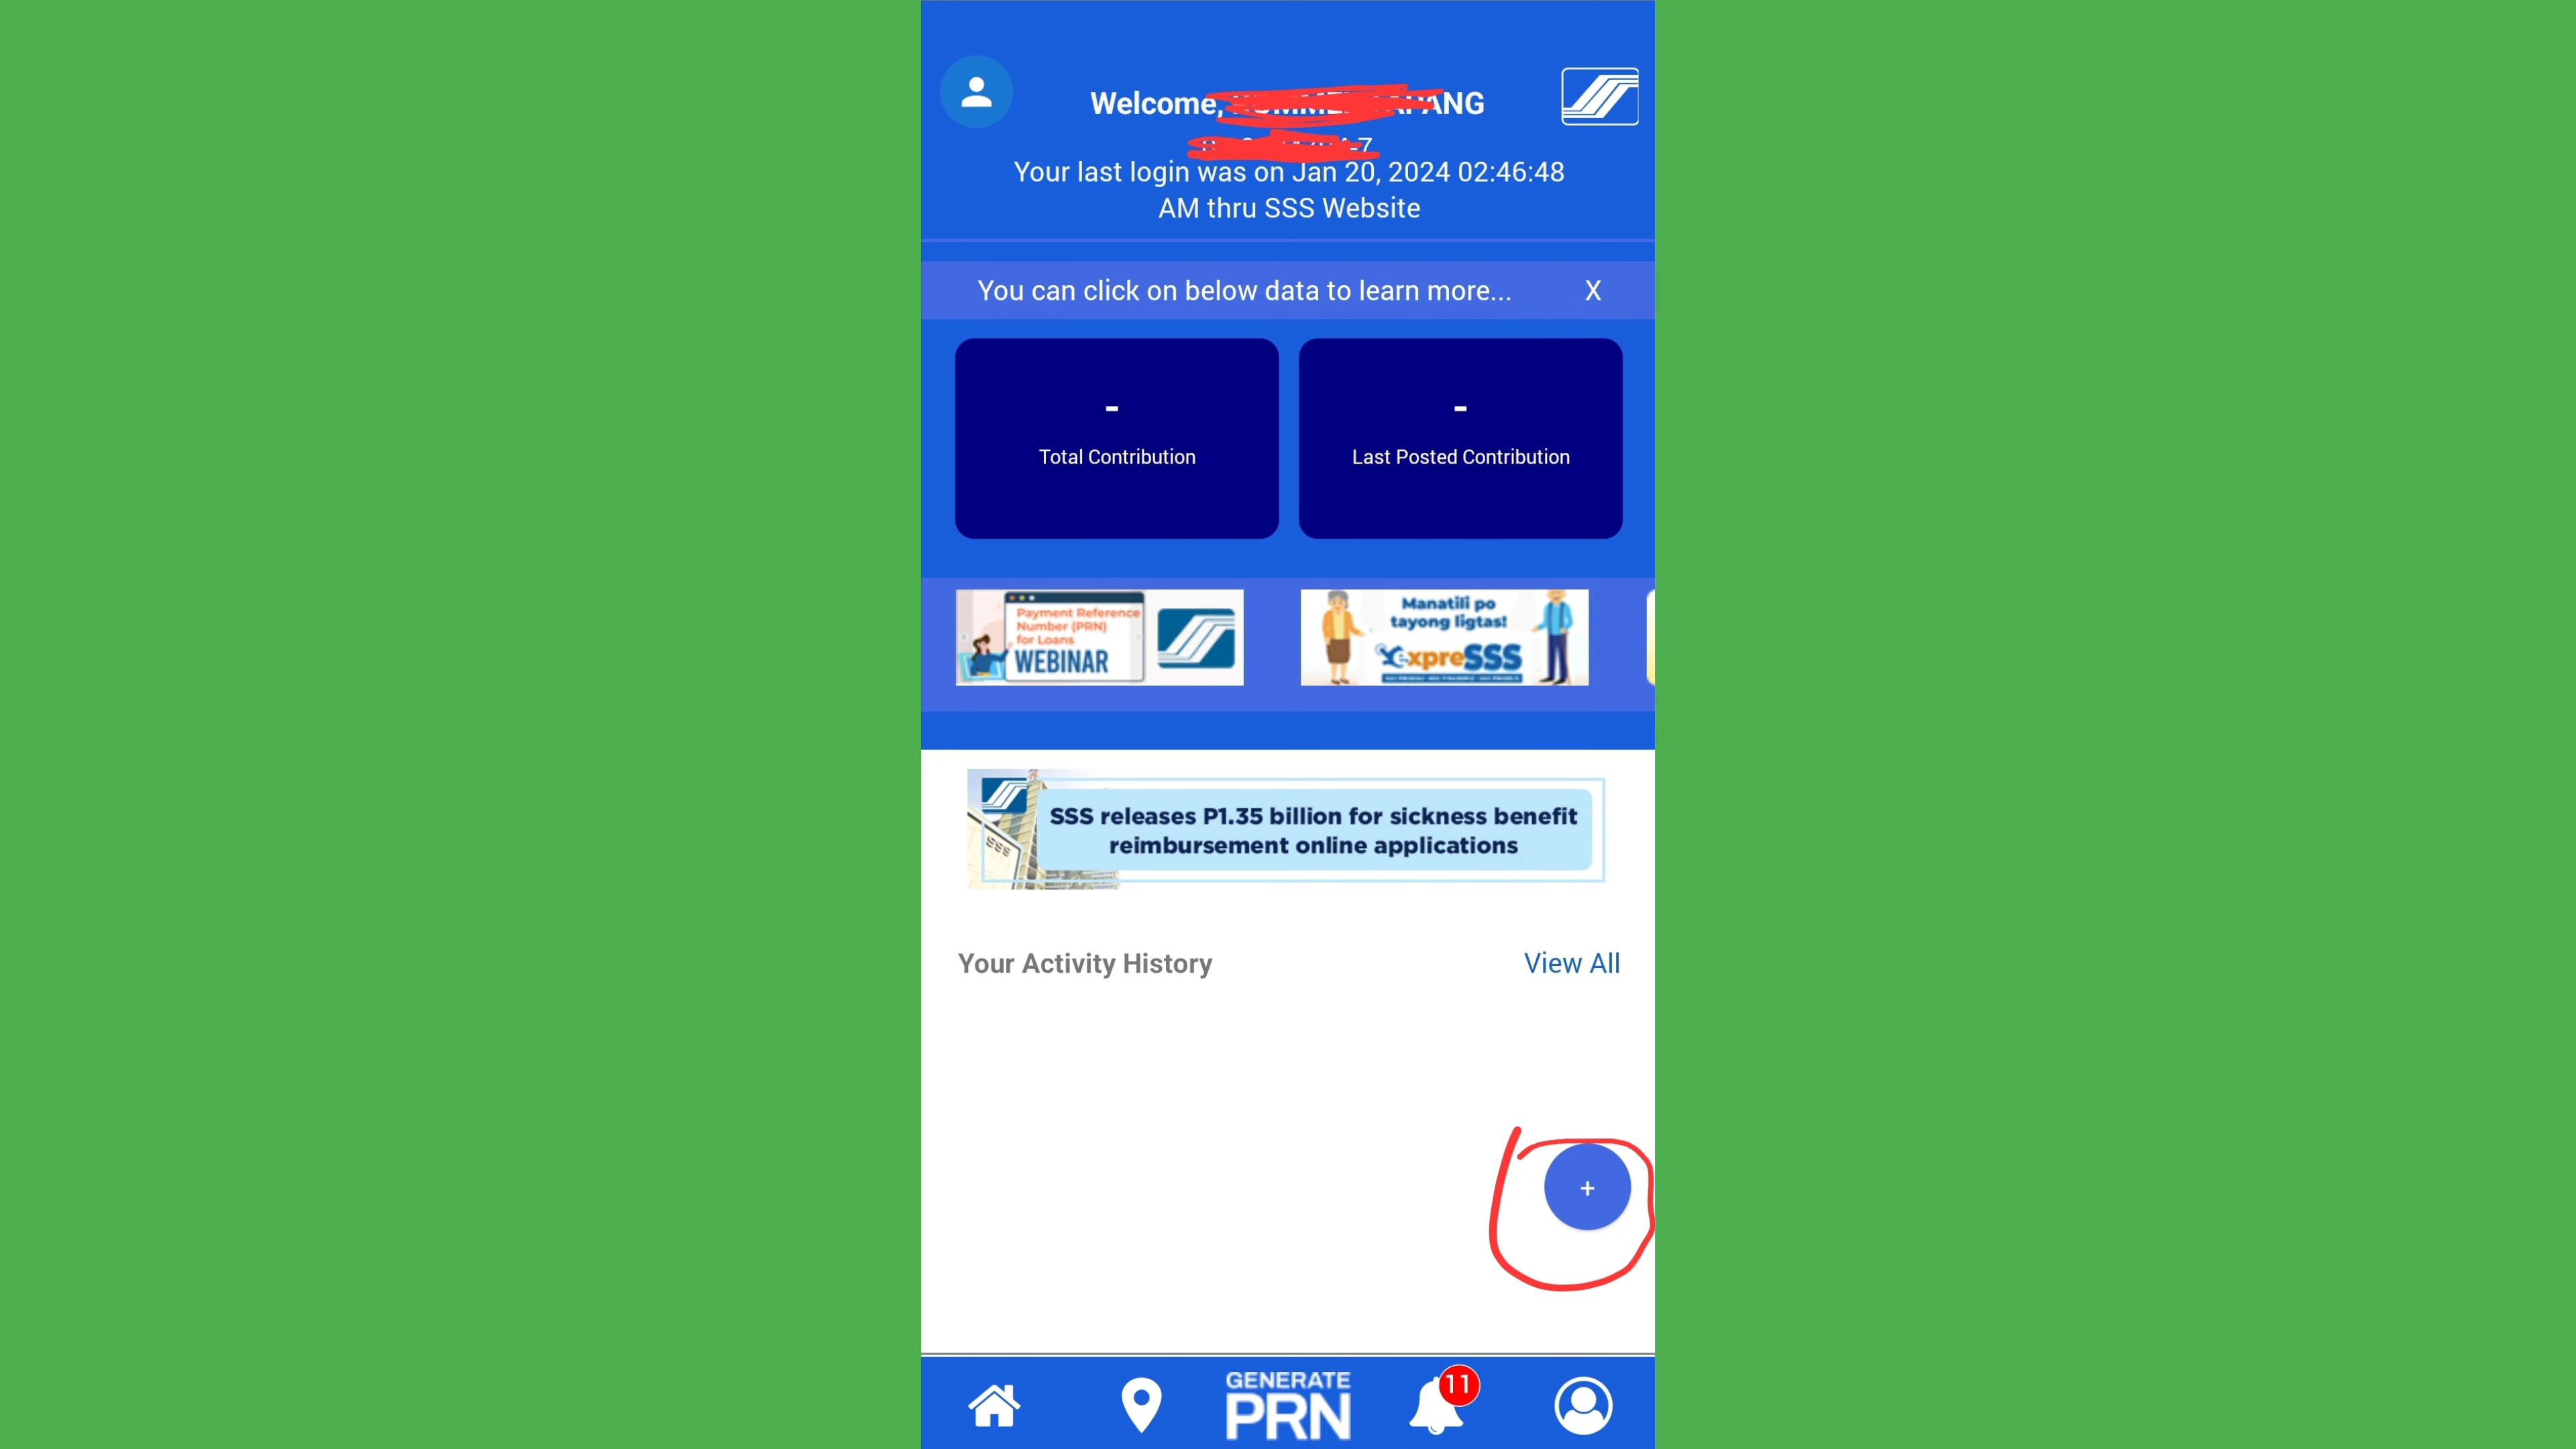 Welcome,
Your last login was on Jan 20, 2024 02:46:48
AM thru SSS Website
You can click on below data to learn more... X
- -
Total Contribution Last Posted Contribution
Payment Reference
Number (PRN)
for Loans
WEBINAR
Manatili po
tayong ligtas!
expreSSS
SSS releases P1.35 billion for sickness benefit
reimbursement online applications
SSS
Your Activity History View All
+
GENERATE
PRN
11